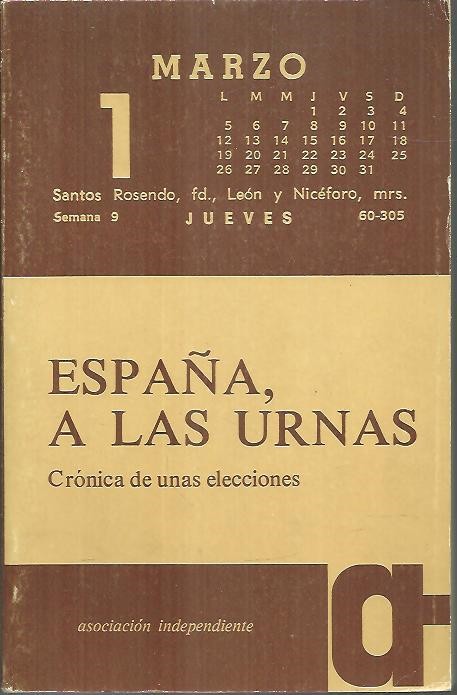 MARZO
1
L M M J V S D
1 2 3 4
5 6 7 8 9 10 11
12 13 14 15 16 17 18
19 20 21 22 23 24 25
26 27 28 29 30 31
Santos Rosendo, fd., León y Nicéforo, mrs.
Semana 9 JUEVES 60-305
ESPAÑA,
A LAS URNAS
Crónica de unas elecciones
asociación independiente
a